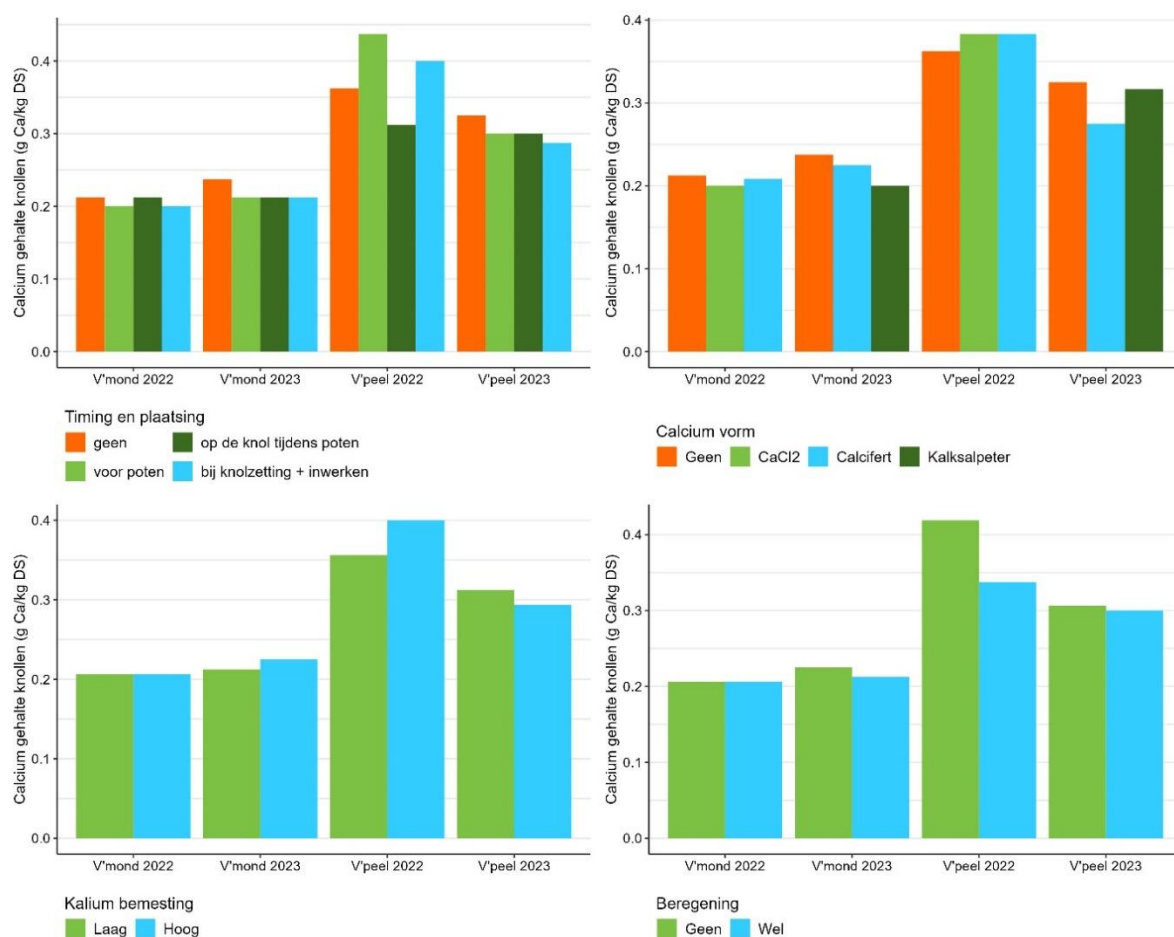 Calcium gehalte knollen (g Ca/kg DS)
0.4
0.3
0.2
0.1
0.0
V'mond 2022 V'mond 2023 V'peel 2022 V'peel 2023
Timing en plaatsing
geen op de knol tijdens poten
voor poten bij knolzetting + inwerken
Calcium gehalte knollen (g Ca/kg DS)
0.4
0.3
0.2
0.1
0.0
V'mond 2022 V'mond 2023 V'peel 2022 V'peel 2023
Calcium vorm
Geen CaCl2 Calcifert Kalksalpeter
Calcium gehalte knollen (g Ca/kg DS)
0.4
0.3
0.2
0.1
0.0
V'mond 2022 V'mond 2023 V'peel 2022 V'peel 2023
Kalium bemesting
Laag Hoog
Calcium gehalte knollen (g Ca/kg DS)
0.4
0.3
0.2
0.1
0.0
V'mond 2022 V'mond 2023 V'peel 2022 V'peel 2023
Beregening
Geen Wel